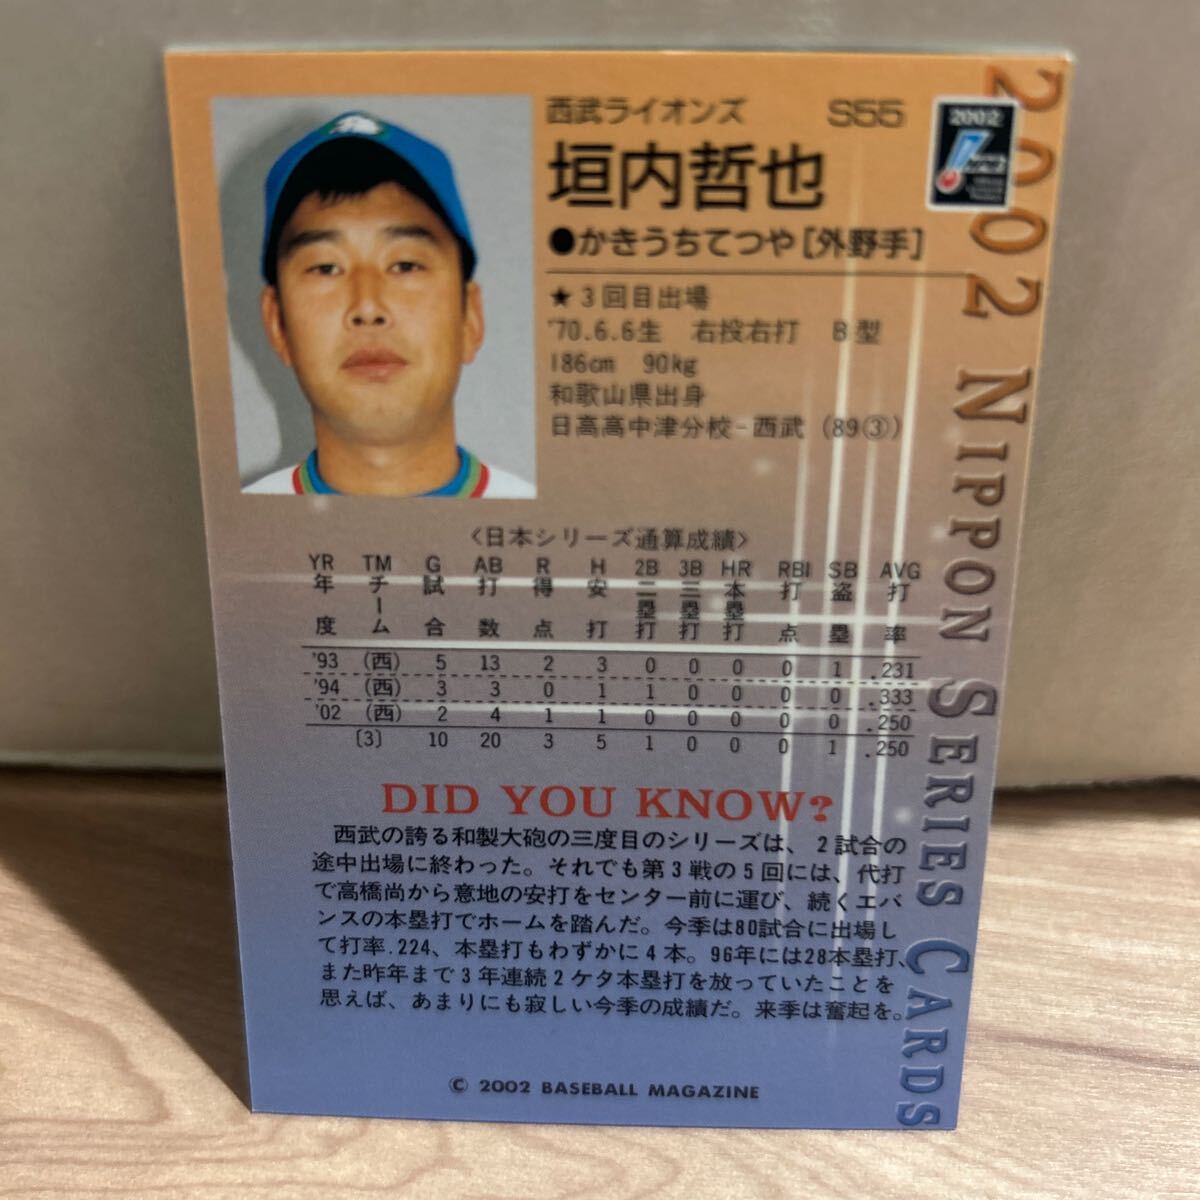 西武ライオンズ S55
垣内哲也
●かきうちてつや[外野手]
★3回目出場
'70.6.6生 右投右打 B型
186cm 90kg
和歌山県出身
日高高中津分校-西武 (89③)
2002
2002 NIPPON SERIES CARDS
〈日本シリーズ通算成績〉
YR TM G AB R H 2B 3B HR RBI SB AVG
年度 チーム 試合 打数 得点 安打 二塁打 三塁打 本塁打 打点 盗塁 打率
'93 (西) 5 13 2 3 0 0 0 0 1 .231
'94 (西) 3 3 0 1 1 0 0 0 0 .333
'02 (西) 2 4 1 1 0 0 0 0 0 .250
〔3〕 10 20 3 5 1 0 0 0 1 .250
DID YOU KNOW?
西武の誇る和製大砲の三度目のシリーズは、2試合の
途中出場に終わった。それでも第3戦の5回には、代打
で高橋尚から意地の安打をセンター前に運び、続くエバ
ンスの本塁打でホームを踏んだ。今季は80試合に出場し
て打率.224、本塁打もわずかに4本。96年には28本塁打、
また昨年まで3年連続2ケタ本塁打を放っていたことを
思えば、あまりにも寂しい今季の成績だ。来季は奮起を。
© 2002 BASEBALL MAGAZINE